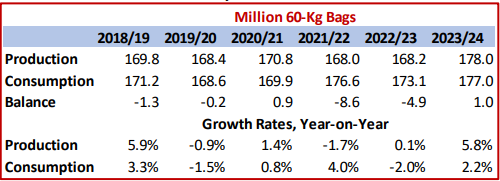 Million 60-Kg Bags
2018/19 2019/20 2020/21 2021/22 2022/23 2023/24
Production 169.8 168.4 170.8 168.0 168.2 178.0
Consumption 171.2 168.6 169.9 176.6 173.1 177.0
Balance -1.3 -0.2 0.9 -8.6 -4.9 1.0
Growth Rates, Year-on-Year
Production 5.9% -0.9% 1.4% -1.7% 0.1% 5.8%
Consumption 3.3% -1.5% 0.8% 4.0% -2.0% 2.2%